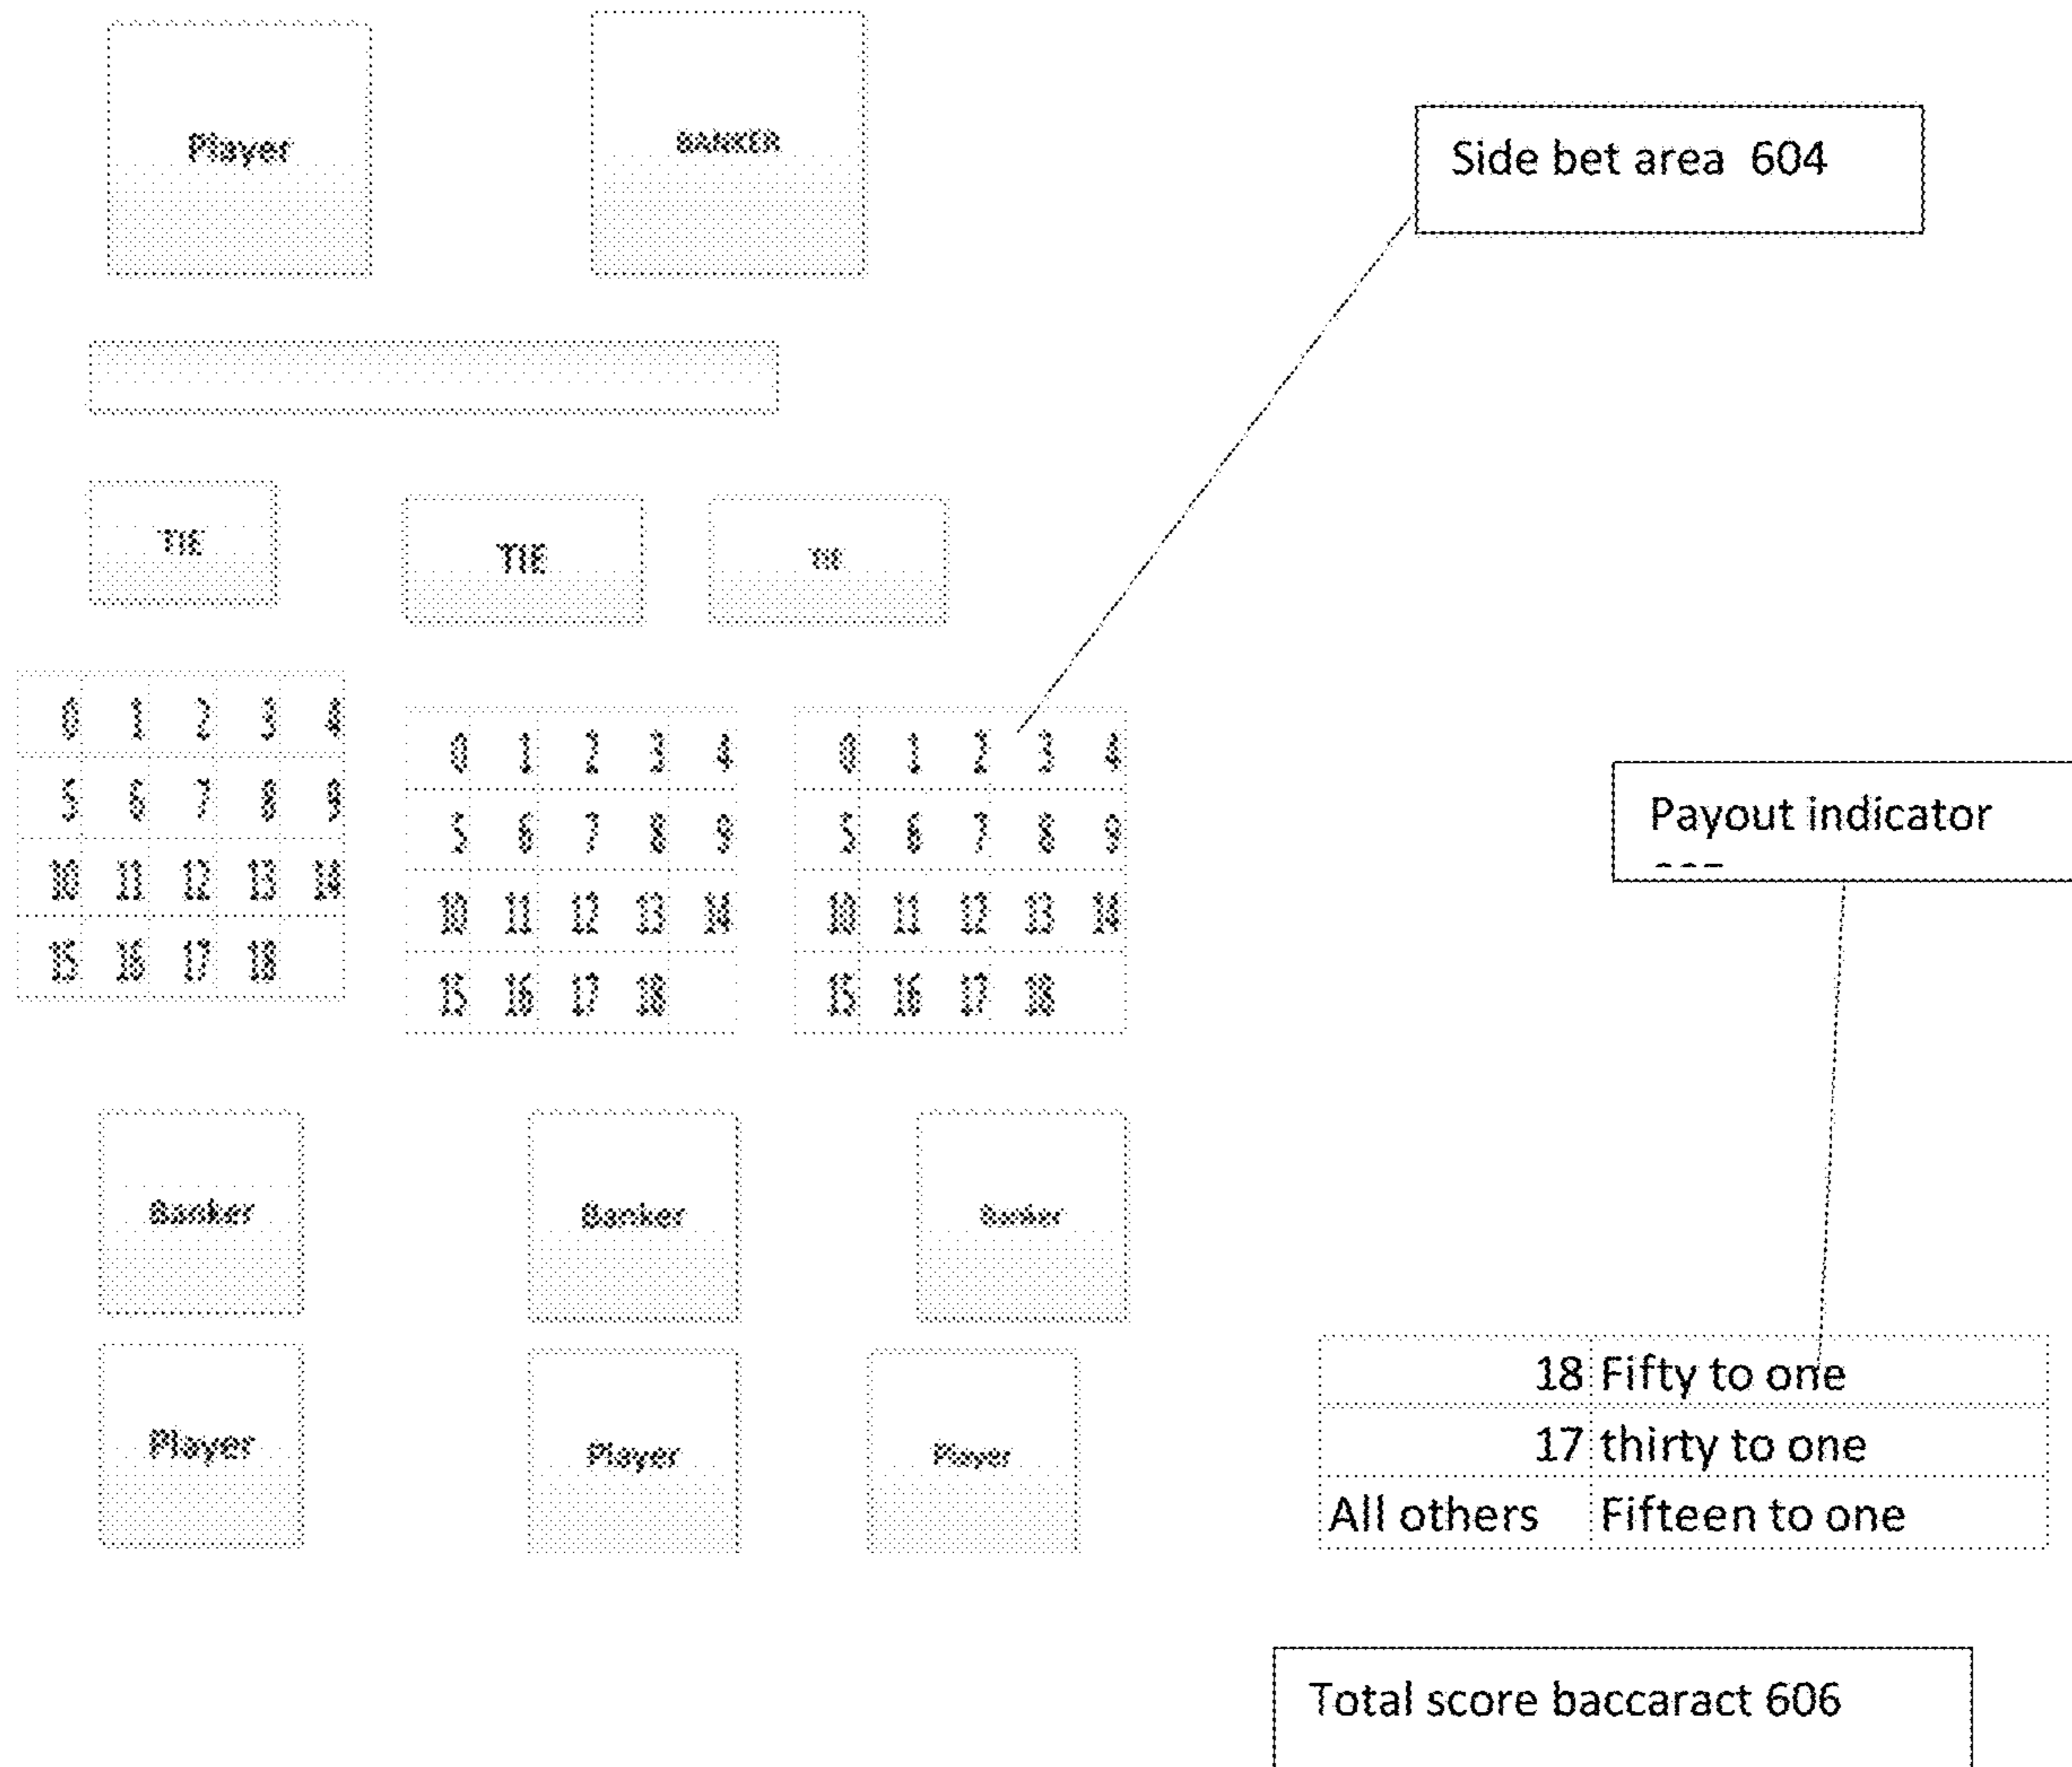 Player BANKER
Side bet area 604
TIE TIE TIE
0 1 2 3 4
5 6 7 8 9
10 11 12 13 14
15 16 17 18
0 1 2 3 4
5 6 7 8 9
10 11 12 13 14
15 16 17 18
0 1 2 3 4
5 6 7 8 9
10 11 12 13 14
15 16 17 18
Payout indicator
Banker Banker Banker
Player Player Player
18 Fifty to one
17 thirty to one
All others Fifteen to one
Total score baccaract 606